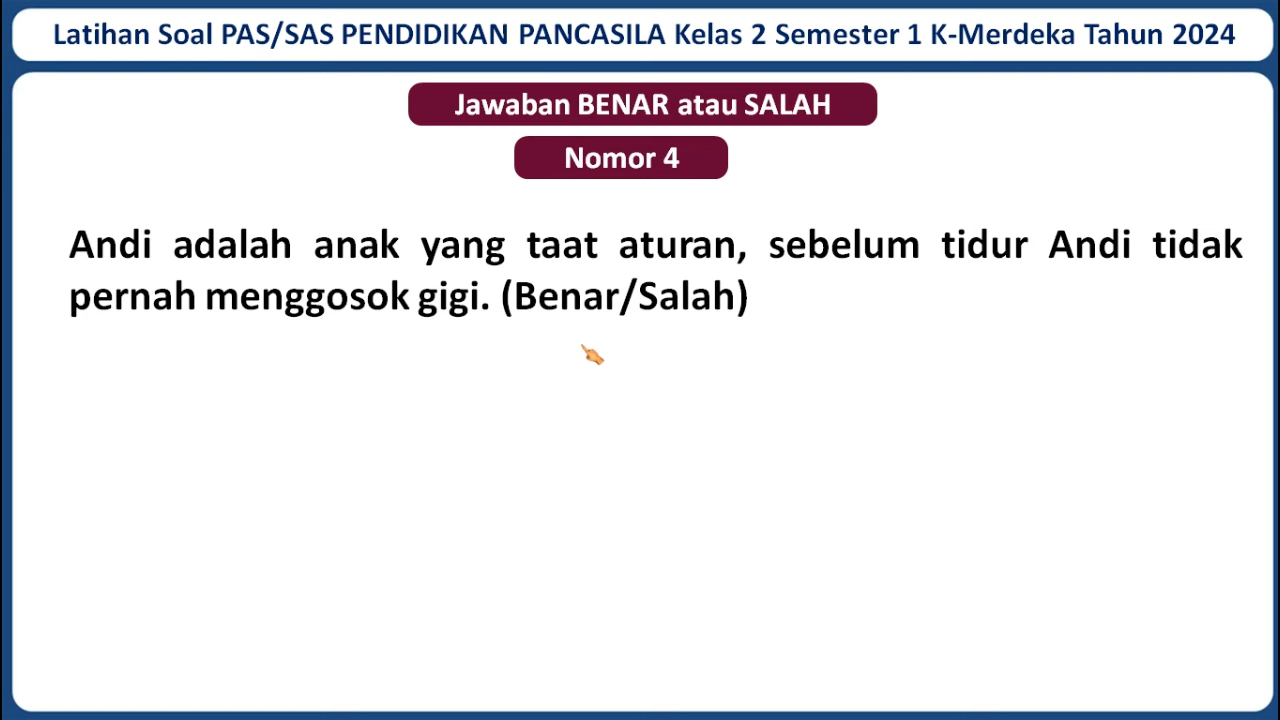 Latihan Soal PAS/SAS PENDIDIKAN PANCASILA Kelas 2 Semester 1 K-Merdeka Tahun 2024
Jawaban BENAR atau SALAH
Nomor 4
Andi adalah anak yang taat aturan, sebelum tidur Andi tidak
pernah menggosok gigi. (Benar/Salah)